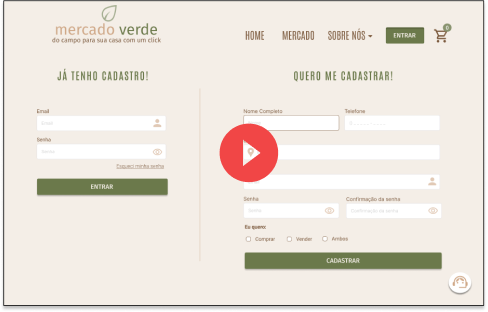 mercado verde
do campo para sua casa com um click
HOME MERCADO SOBRE NÓS ENTRAR 0
JÁ TENHO CADASTRO!
Email
Email
Senha
Senha
Esqueci minha senha
ENTRAR
QUERO ME CADASTRAR!
Nome Completo Telefone
Senha Confirmação da senha
Senha Confirmação da senha
Eu quero:
Comprar Vender Ambos
CADASTRAR